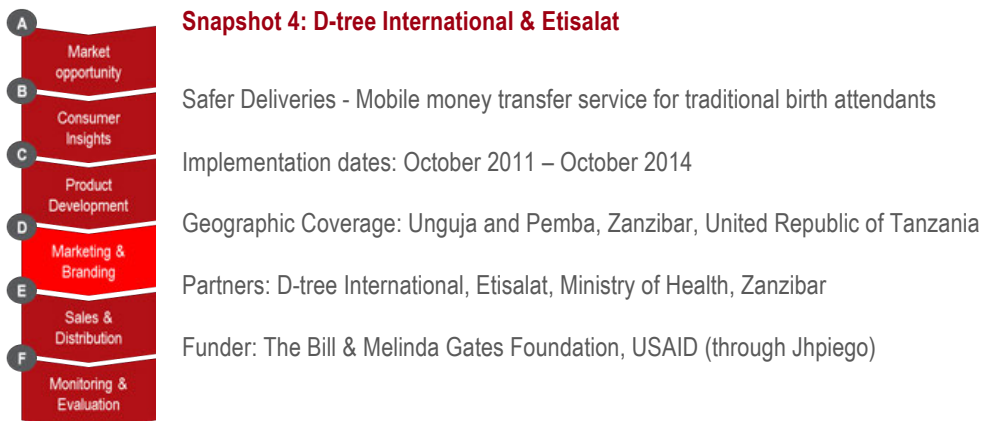 A
Market
opportunity
B
Consumer
Insights
C
Product
Development
D
Marketing &
Branding
E
Sales &
Distribution
F
Monitoring &
Evaluation
Snapshot 4: D-tree International & Etisalat
Safer Deliveries - Mobile money transfer service for traditional birth attendants
Implementation dates: October 2011 – October 2014
Geographic Coverage: Unguja and Pemba, Zanzibar, United Republic of Tanzania
Partners: D-tree International, Etisalat, Ministry of Health, Zanzibar
Funder: The Bill & Melinda Gates Foundation, USAID (through Jhpiego)